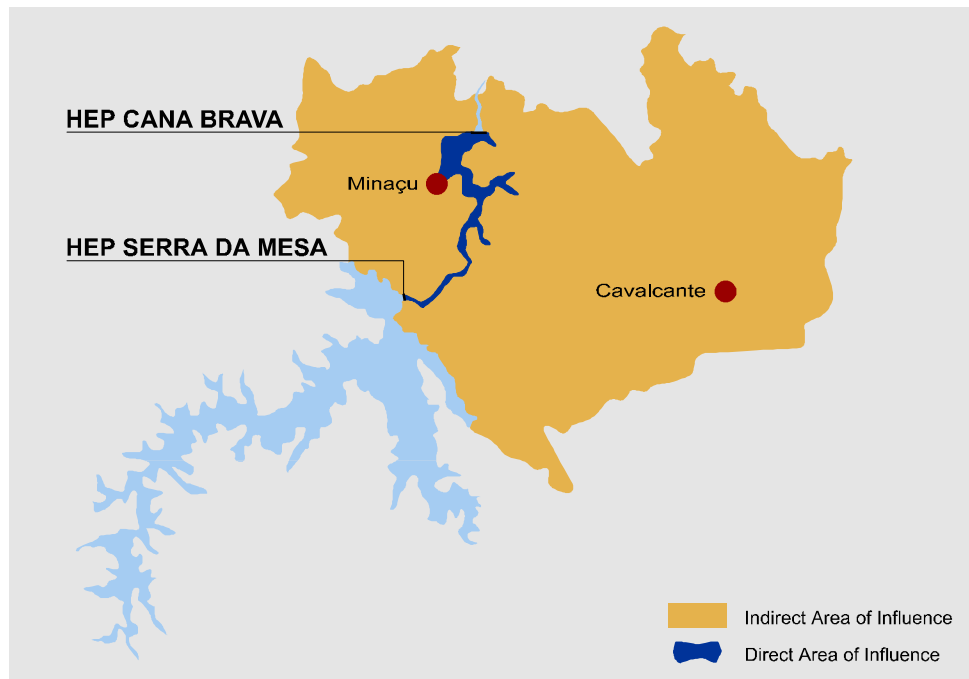 HEP CANA BRAVA
Minaçu
HEP SERRA DA MESA
Cavalcante
Indirect Area of Influence
Direct Area of Influence